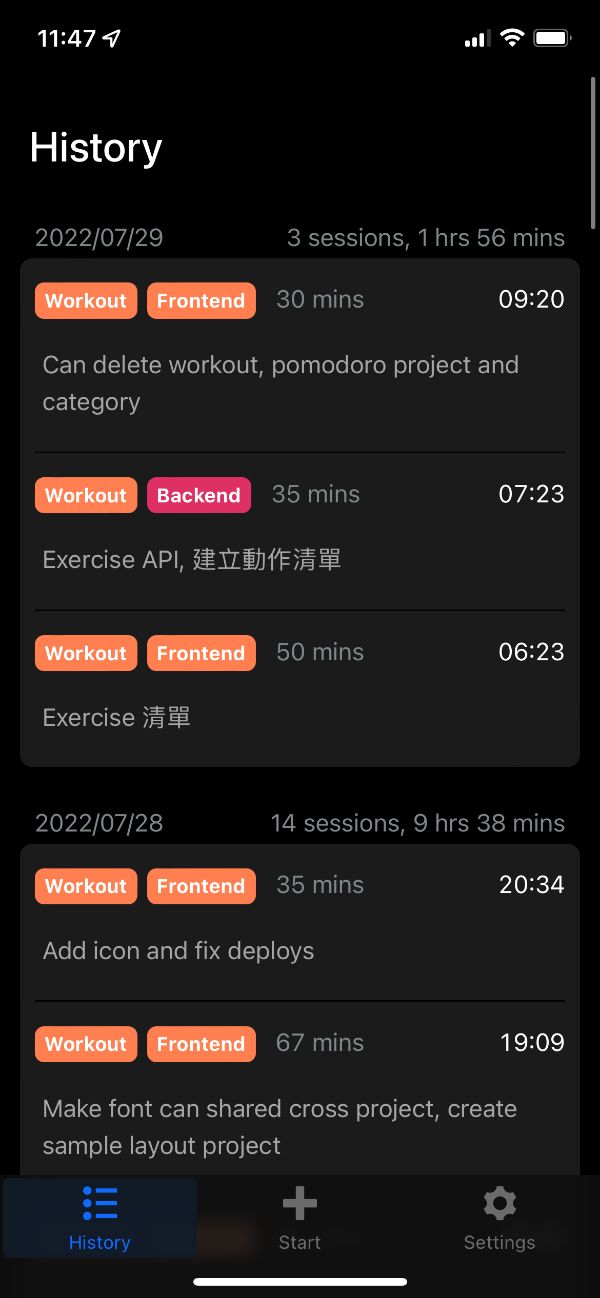 11:47
History
2022/07/29 3 sessions, 1 hrs 56 mins
Workout Frontend 30 mins 09:20
Can delete workout, pomodoro project and
category
Workout Backend 35 mins 07:23
Exercise API, 建立動作清單
Workout Frontend 50 mins 06:23
Exercise 清單
2022/07/28 14 sessions, 9 hrs 38 mins
Workout Frontend 35 mins 20:34
Add icon and fix deploys
Workout Frontend 67 mins 19:09
Make font can shared cross project, create
sample layout project
History Start Settings